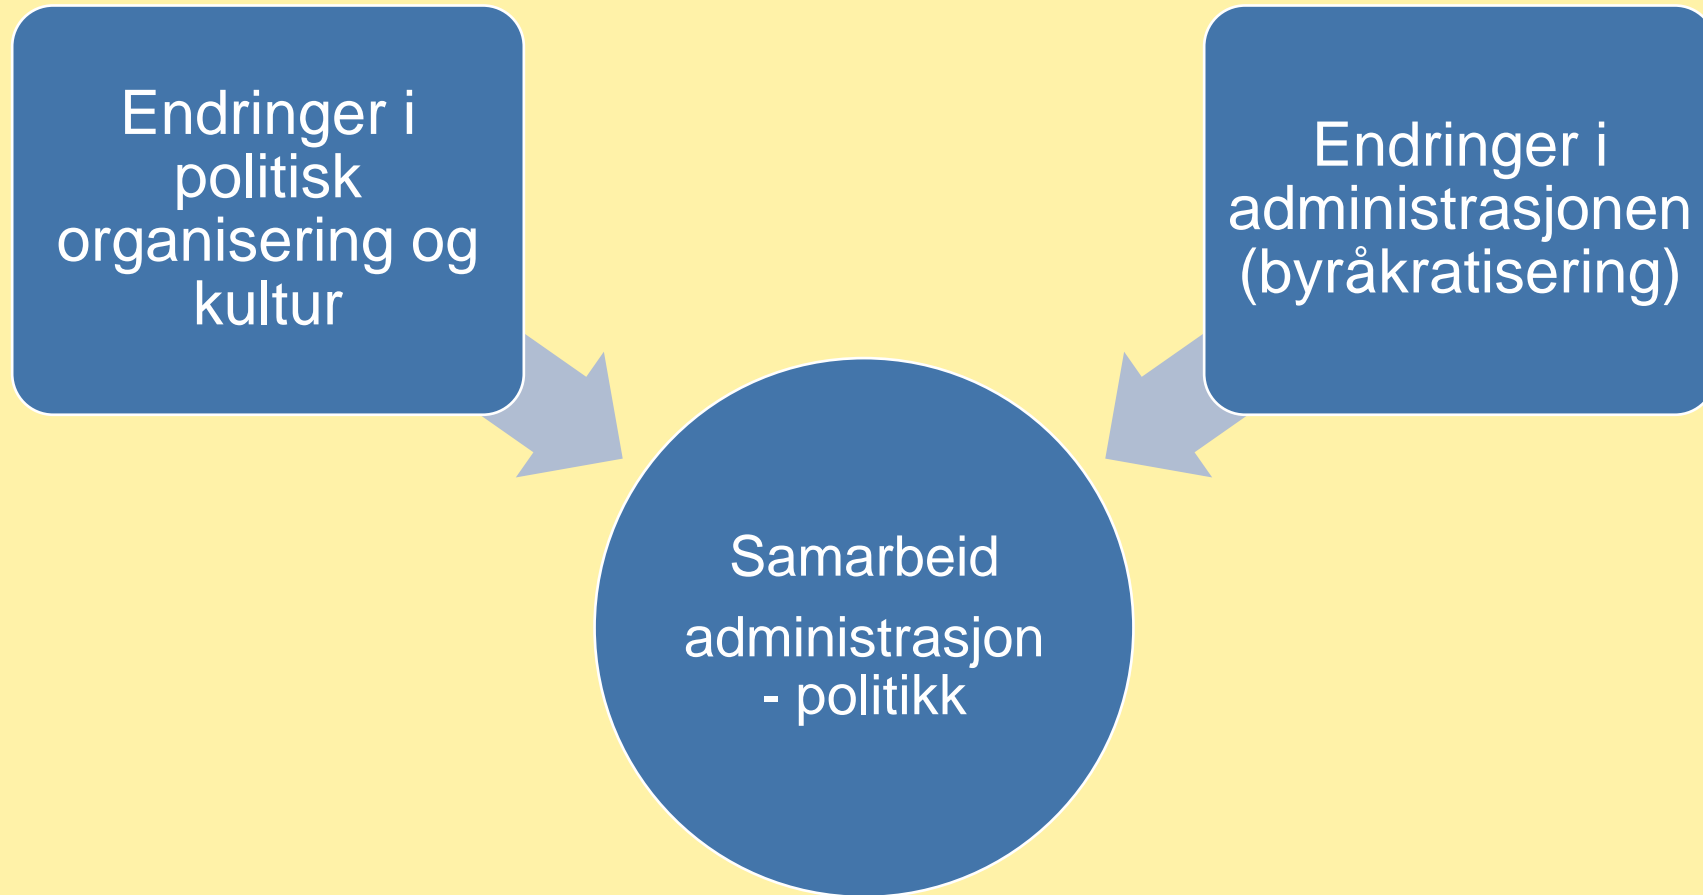 Endringer i
politisk
organisering og
kultur
Endringer i
administrasjonen
(byråkratisering)
Samarbeid
administrasjon
- politikk